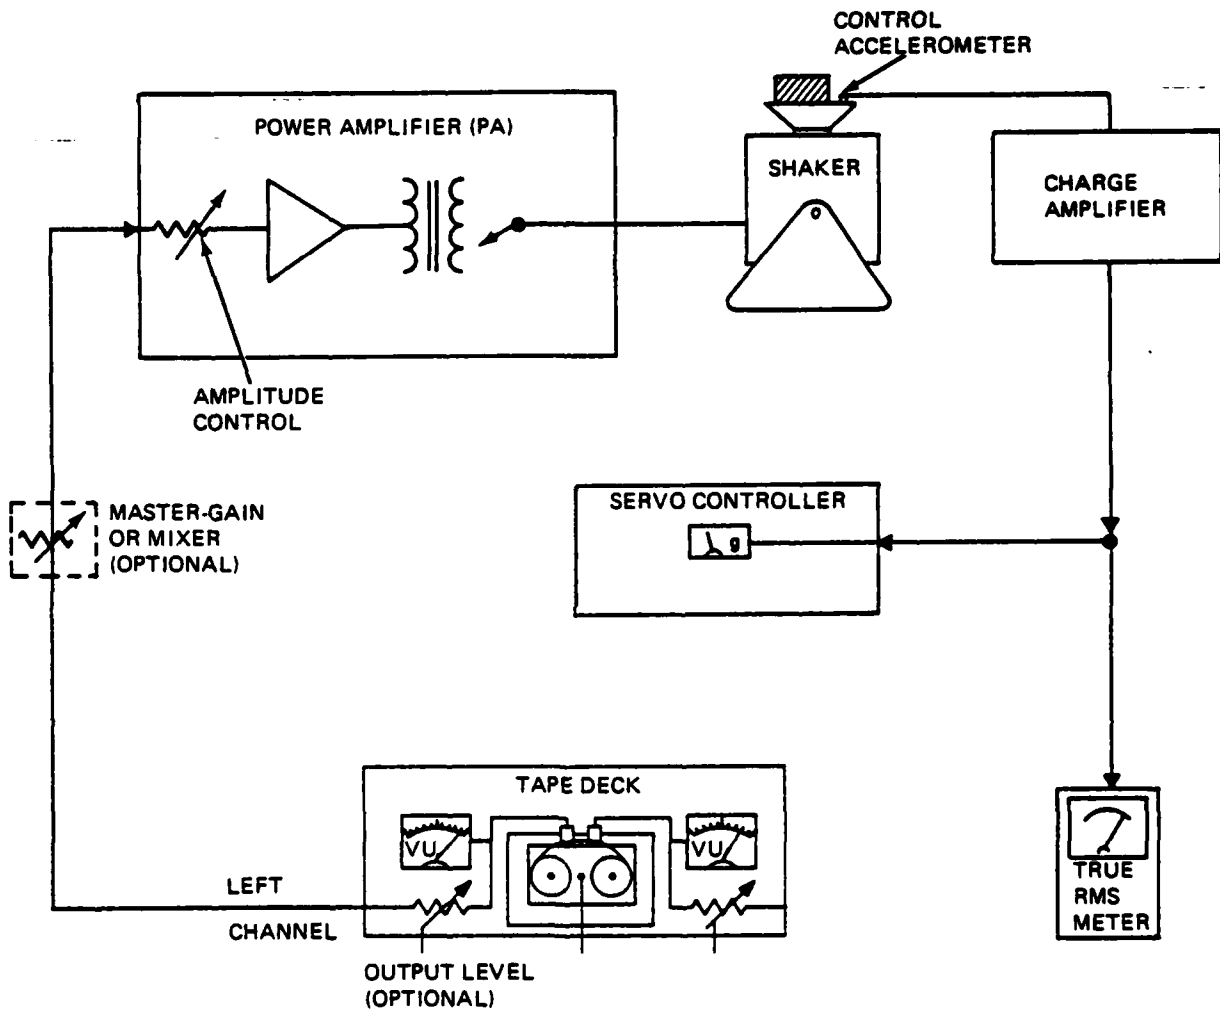 CONTROL
ACCELEROMETER
POWER AMPLIFIER (PA)
SHAKER
CHARGE
AMPLIFIER
AMPLITUDE
CONTROL
MASTER-GAIN
OR MIXER
(OPTIONAL)
SERVO CONTROLLER
g
TAPE DECK
VU
VU
LEFT
CHANNEL
OUTPUT LEVEL
(OPTIONAL)
TRUE
RMS
METER